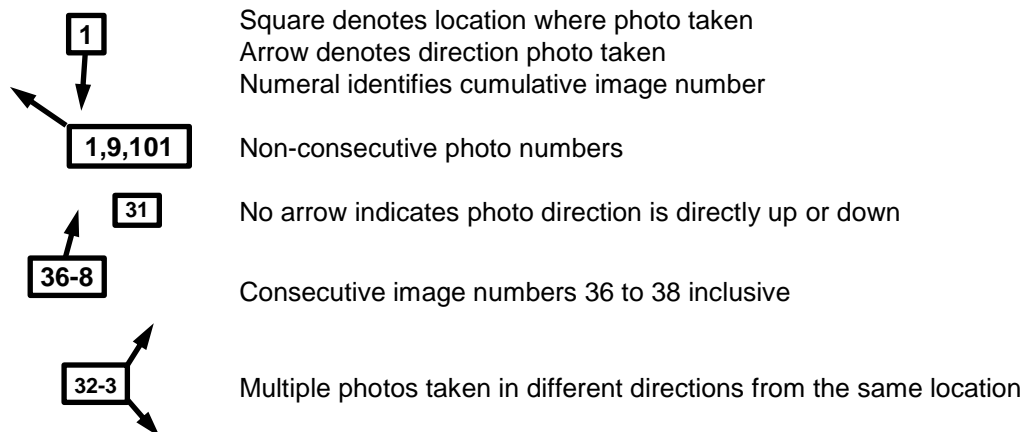 1
Square denotes location where photo taken
Arrow denotes direction photo taken
Numeral identifies cumulative image number
1,9,101
Non-consecutive photo numbers
31
No arrow indicates photo direction is directly up or down
36-8
Consecutive image numbers 36 to 38 inclusive
32-3
Multiple photos taken in different directions from the same location